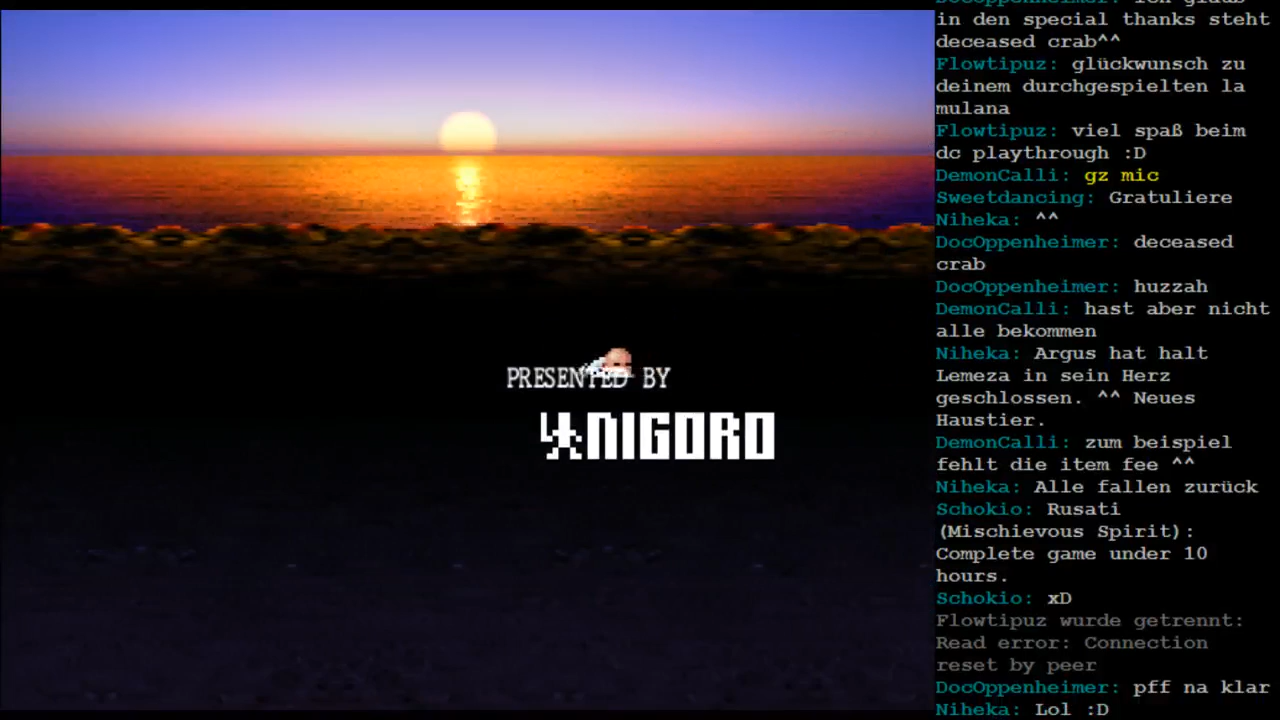 PRESENTED BY
NIGORO
in den special thanks steht
deceased crab^^
Flowtipuz: glückwunsch zu
deinem durchgespielten la
mulana
Flowtipuz: viel spaß beim
dc playthrough :D
DemonCalli: gz mic
Sweetdancing: Gratuliere
Niheka: ^^
DocOppenheimer: deceased
crab
DocOppenheimer: huzzah
DemonCalli: hast aber nicht
alle bekommen
Niheka: Argus hat halt
Lemeza in sein Herz
geschlossen. ^^ Neues
Haustier.
DemonCalli: zum beispiel
fehlt die item fee ^^
Niheka: Alle fallen zurück
Schokio: Rusati
(Mischievous Spirit):
Complete game under 10
hours.
Schokio: xD
Flowtipuz wurde getrennt:
Read error: Connection
reset by peer
DocOppenheimer: pff na klar
Niheka: Lol :D